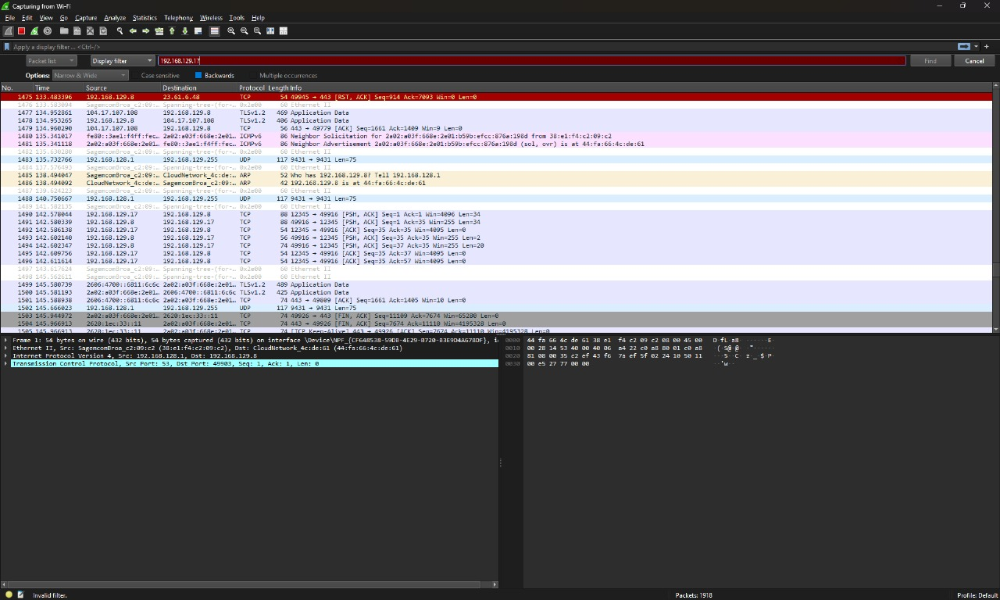 Capturing from Wi-Fi
File Edit View Go Capture Analyze Statistics Telephony Wireless Tools Help
Apply a display filter ... <Ctrl-/>
Packet list Display filter 192.168.129.17 Find Cancel
Options: Narrow & Wide Case sensitive Backwards Multiple occurrences
No. Time Source Destination Protocol Length Info
1475 133.483396 192.168.129.8 23.61.6.48 TCP 54 49945 → 443 [RST, ACK] Seq=914 Ack=7093 Win=0 Len=0
1476 133.583094 SagemcomBroa_c2:09:… Spanning-tree-(for-… 0x2e00 60 Ethernet II
1477 134.952861 104.17.107.108 192.168.129.8 TLSv1.2 469 Application Data
1478 134.953265 192.168.129.8 104.17.107.108 TLSv1.2 406 Application Data
1479 134.960290 104.17.107.108 192.168.129.8 TCP 56 443 → 49779 [ACK] Seq=1661 Ack=1409 Win=9 Len=0
1480 135.341017 fe80::3ae1:f4ff:fec… 2a02:a03f:668e:2e01… ICMPv6 86 Neighbor Solicitation for 2a02:a03f:668e:2e01:b59b:efcc:876a:198d from 38:e1:f4:c2:09:c2
1481 135.341118 2a02:a03f:668e:2e01… fe80::3ae1:f4ff:fec… ICMPv6 86 Neighbor Advertisement 2a02:a03f:668e:2e01:b59b:efcc:876a:198d (sol, ovr) is at 44:fa:66:4c:de:61
1482 135.630280 SagemcomBroa_c2:09:… Spanning-tree-(for-… 0x2e00 60 Ethernet II
1483 135.732766 192.168.128.1 192.168.129.255 UDP 117 9431 → 9431 Len=75
1484 137.576493 SagemcomBroa_c2:09:… Spanning-tree-(for-… 0x2e00 60 Ethernet II
1485 138.494047 SagemcomBroa_c2:09:… CloudNetwork_4c:de:… ARP 52 Who has 192.168.129.8? Tell 192.168.128.1
1486 138.494092 CloudNetwork_4c:de:… SagemcomBroa_c2:09:… ARP 42 192.168.129.8 is at 44:fa:66:4c:de:61
1487 139.624223 SagemcomBroa_c2:09:… Spanning-tree-(for-… 0x2e00 60 Ethernet II
1488 140.750667 192.168.128.1 192.168.129.255 UDP 117 9431 → 9431 Len=75
1489 141.582135 SagemcomBroa_c2:09:… Spanning-tree-(for-… 0x2e00 60 Ethernet II
1490 142.578044 192.168.129.17 192.168.129.8 TCP 88 12345 → 49916 [PSH, ACK] Seq=1 Ack=1 Win=4096 Len=34
1491 142.580339 192.168.129.8 192.168.129.17 TCP 88 49916 → 12345 [PSH, ACK] Seq=1 Ack=35 Win=255 Len=34
1492 142.586138 192.168.129.17 192.168.129.8 TCP 54 12345 → 49916 [ACK] Seq=35 Ack=35 Win=4095 Len=0
1493 142.602140 192.168.129.8 192.168.129.17 TCP 56 49916 → 12345 [PSH, ACK] Seq=35 Ack=35 Win=255 Len=2
1494 142.602347 192.168.129.8 192.168.129.17 TCP 74 49916 → 12345 [PSH, ACK] Seq=37 Ack=35 Win=255 Len=20
1495 142.609756 192.168.129.17 192.168.129.8 TCP 54 12345 → 49916 [ACK] Seq=35 Ack=37 Win=4095 Len=0
1496 142.611614 192.168.129.17 192.168.129.8 TCP 54 12345 → 49916 [ACK] Seq=35 Ack=57 Win=4095 Len=0
1497 143.617624 SagemcomBroa_c2:09:… Spanning-tree-(for-… 0x2e00 60 Ethernet II
1498 145.562611 SagemcomBroa_c2:09:… Spanning-tree-(for-… 0x2e00 60 Ethernet II
1499 145.580739 2606:4700::6811:6c6c 2a02:a03f:668e:2e01… TLSv1.2 489 Application Data
1500 145.581193 2a02:a03f:668e:2e01… 2606:4700::6811:6c6c TLSv1.2 425 Application Data
1501 145.588938 2606:4700::6811:6c6c 2a02:a03f:668e:2e01… TCP 74 443 → 49809 [ACK] Seq=1661 Ack=1405 Win=10 Len=0
1502 145.666023 192.168.128.1 192.168.129.255 UDP 117 9431 → 9431 Len=75
1503 145.944972 2a02:a03f:668e:2e01… 2620:1ec:33::11 TCP 74 49926 → 443 [FIN, ACK] Seq=11109 Ack=7674 Win=65280 Len=0
1504 145.966913 2620:1ec:33::11 2a02:a03f:668e:2e01… TCP 74 443 → 49926 [FIN, ACK] Seq=7674 Ack=11110 Win=4195328 Len=0
1505 145.966913 2620:1ec:33::11 2a02:a03f:668e:2e01… TCP 74 [TCP Keep-Alive] 443 → 49926 [ACK] Seq=7674 Ack=11110 Win=4195328 Len=0
Frame 1: 54 bytes on wire (432 bits), 54 bytes captured (432 bits) on interface \Device\NPF_{CF648538-59DB-4E29-B720-B3E9D4A678DF}, i
Ethernet II, Src: SagemcomBroa_c2:09:c2 (38:e1:f4:c2:09:c2), Dst: CloudNetwork_4c:de:61 (44:fa:66:4c:de:61)
Internet Protocol Version 4, Src: 192.168.128.1, Dst: 192.168.129.8
Transmission Control Protocol, Src Port: 53, Dst Port: 49903, Seq: 1, Ack: 1, Len: 0
0000 44 fa 66 4c de 61 38 e1 f4 c2 09 c2 08 00 45 00 D·fL·a8·······E·
0010 00 28 14 53 40 00 40 06 a4 22 c0 a8 80 01 c0 a8 ·(·S@·@··"······
0020 81 08 00 35 c2 ef 43 f6 7a ef 5f 02 24 10 50 11 ···5··C·z·_·$·P·
0030 00 e5 27 77 00 00 ··'w··
Invalid filter. Packets: 1918 Profile: Default